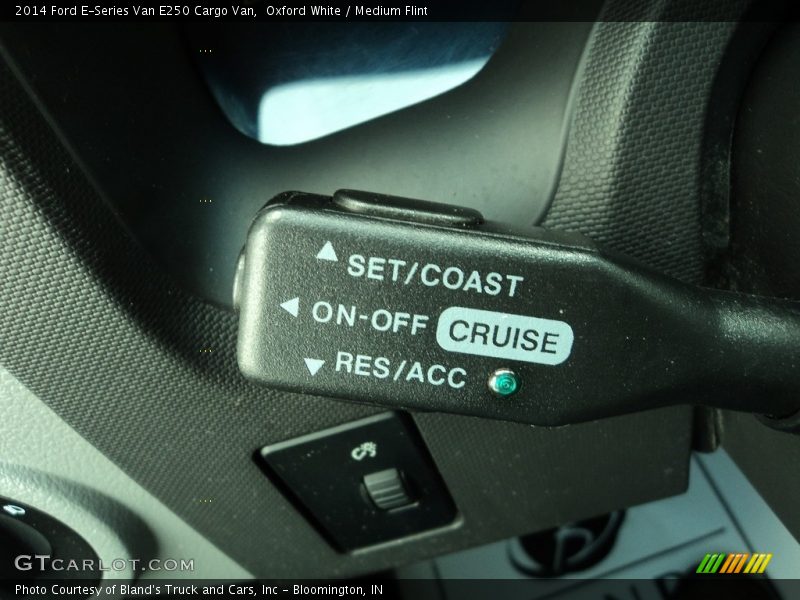 2014 Ford E-Series Van E250 Cargo Van,  Oxford White / Medium Flint
SET/COAST
ON-OFF CRUISE
RES/ACC
GTCARLOT.COM
Photo Courtesy of Bland's Truck and Cars, Inc - Bloomington, IN